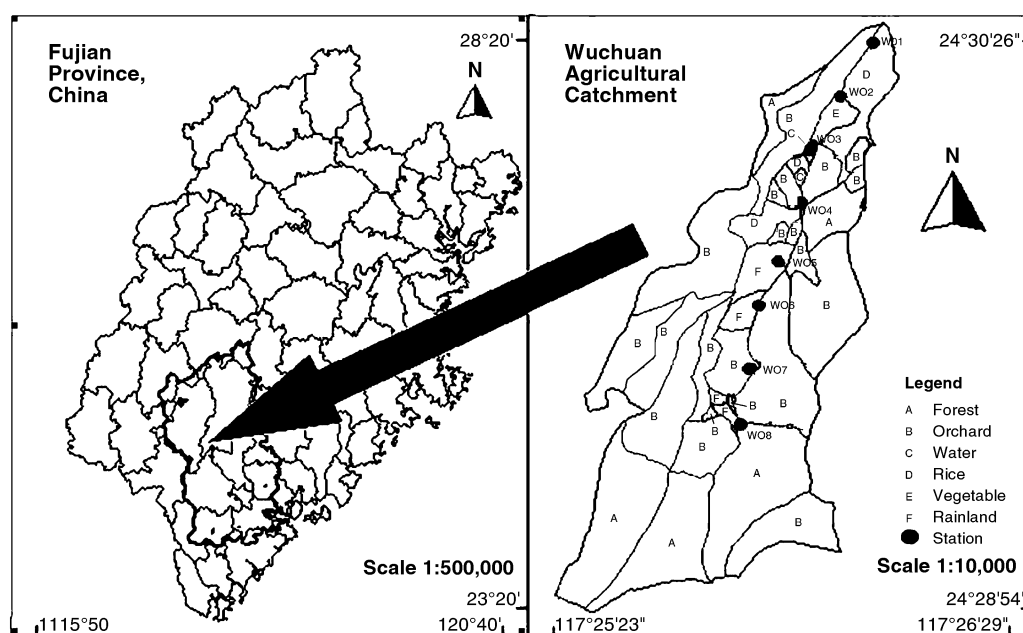 Fujian
Province,
China
28°20'
N
Scale 1:500,000
23°20'
1115°50
120°40'
Wuchuan
Agricultural
Catchment
24°30'26"
N
W01
D
WO2
A
B
E
C
WO3
D
B
B
B
C
B
B
WO4
A
D
B
B
B
B
WO5
F
WO6
B
F
B
B
B
B
WO7
F
B
B
F
B
B
WO8
B
A
A
A
B
Legend
A Forest
B Orchard
C Water
D Rice
E Vegetable
F Rainland
Station
Scale 1:10,000
24°28'54"
117°25'23"
117°26'29"